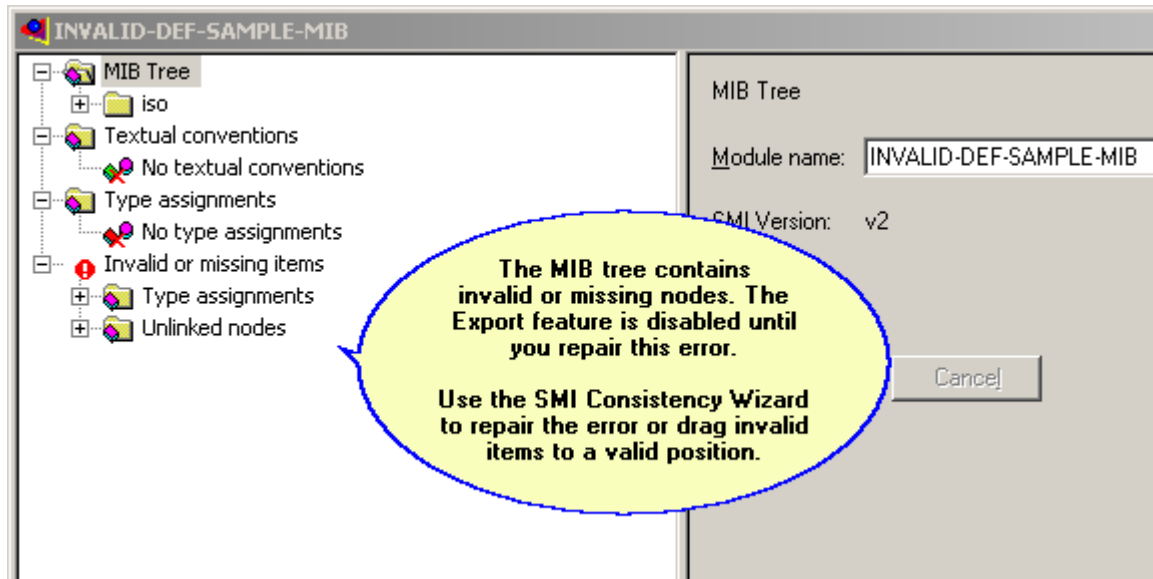 INVALID-DEF-SAMPLE-MIB
MIB Tree
iso
Textual conventions
No textual conventions
Type assignments
No type assignments
Invalid or missing items
Type assignments
Unlinked nodes
MIB Tree
Module name: INVALID-DEF-SAMPLE-MIB
SMI Version: v2
The MIB tree contains
invalid or missing nodes. The
Export feature is disabled until
you repair this error.
Use the SMI Consistency Wizard
to repair the error or drag invalid
items to a valid position.
Cancel